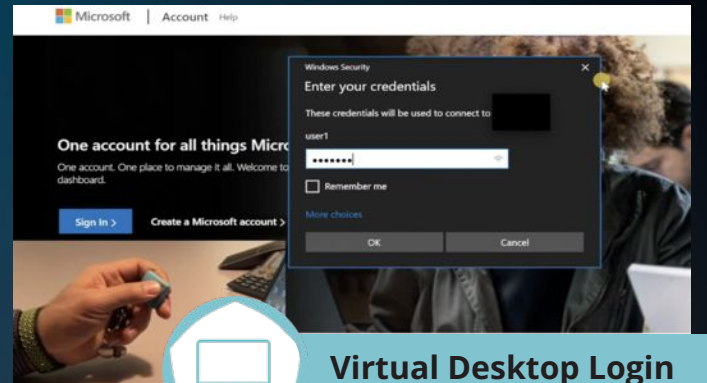 Microsoft | Account Help
Windows Security
Enter your credentials
These credentials will be used to connect to
user1
One account for all things Micro
One account. One place to manage it all. Welcome to
dashboard.
Remember me
Sign In >
Create a Microsoft account >
More choices
OK
Cancel
Virtual Desktop Login